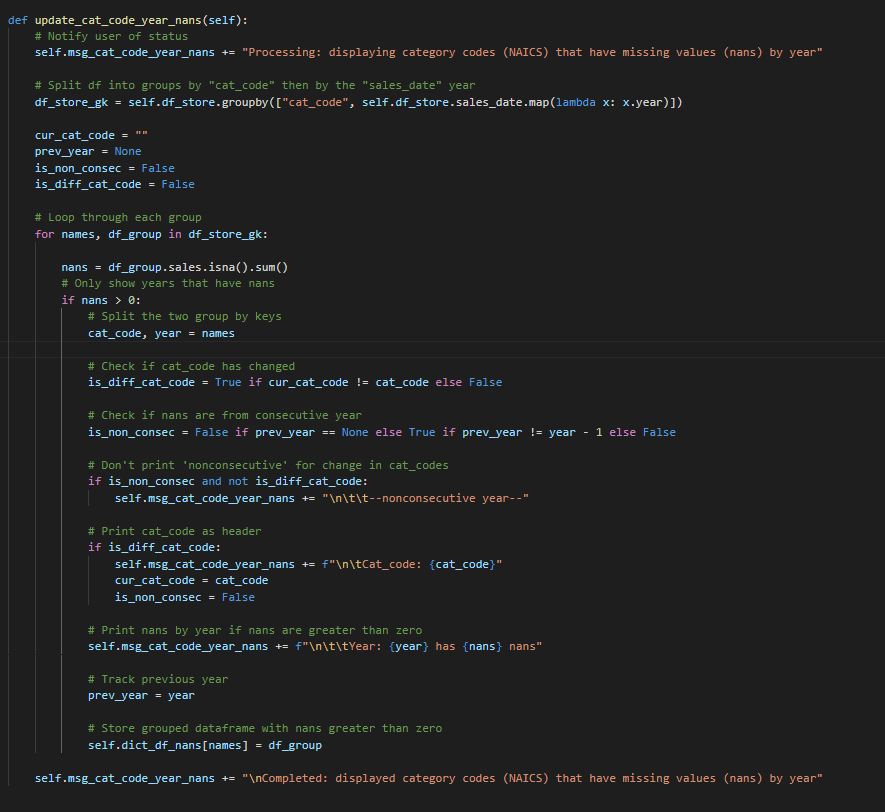 def update_cat_code_year_nans(self):
    # Notify user of status
    self.msg_cat_code_year_nans += "Processing: displaying category codes (NAICS) that have missing values (nans) by year"

    # Split df into groups by "cat_code" then by the "sales_date" year
    df_store_gk = self.df_store.groupby(["cat_code", self.df_store.sales_date.map(lambda x: x.year)])

    cur_cat_code = ""
    prev_year = None
    is_non_consec = False
    is_diff_cat_code = False

    # Loop through each group
    for names, df_group in df_store_gk:

        nans = df_group.sales.isna().sum()
        # Only show years that have nans
        if nans > 0:
            # Split the two group by keys
            cat_code, year = names

            # Check if cat_code has changed
            is_diff_cat_code = True if cur_cat_code != cat_code else False

            # Check if nans are from consecutive year
            is_non_consec = False if prev_year == None else True if prev_year != year - 1 else False

            # Don't print 'nonconsecutive' for change in cat_codes
            if is_non_consec and not is_diff_cat_code:
                self.msg_cat_code_year_nans += "\n\t\t--nonconsecutive year--"

            # Print cat_code as header
            if is_diff_cat_code:
                self.msg_cat_code_year_nans += f"\n\tCat_code: {cat_code}"
                cur_cat_code = cat_code
                is_non_consec = False

            # Print nans by year if nans are greater than zero
            self.msg_cat_code_year_nans += f"\n\t\tYear: {year} has {nans} nans"

            # Track previous year
            prev_year = year

            # Store grouped dataframe with nans greater than zero
            self.dict_df_nans[names] = df_group

    self.msg_cat_code_year_nans += "\nCompleted: displayed category codes (NAICS) that have missing values (nans) by year"